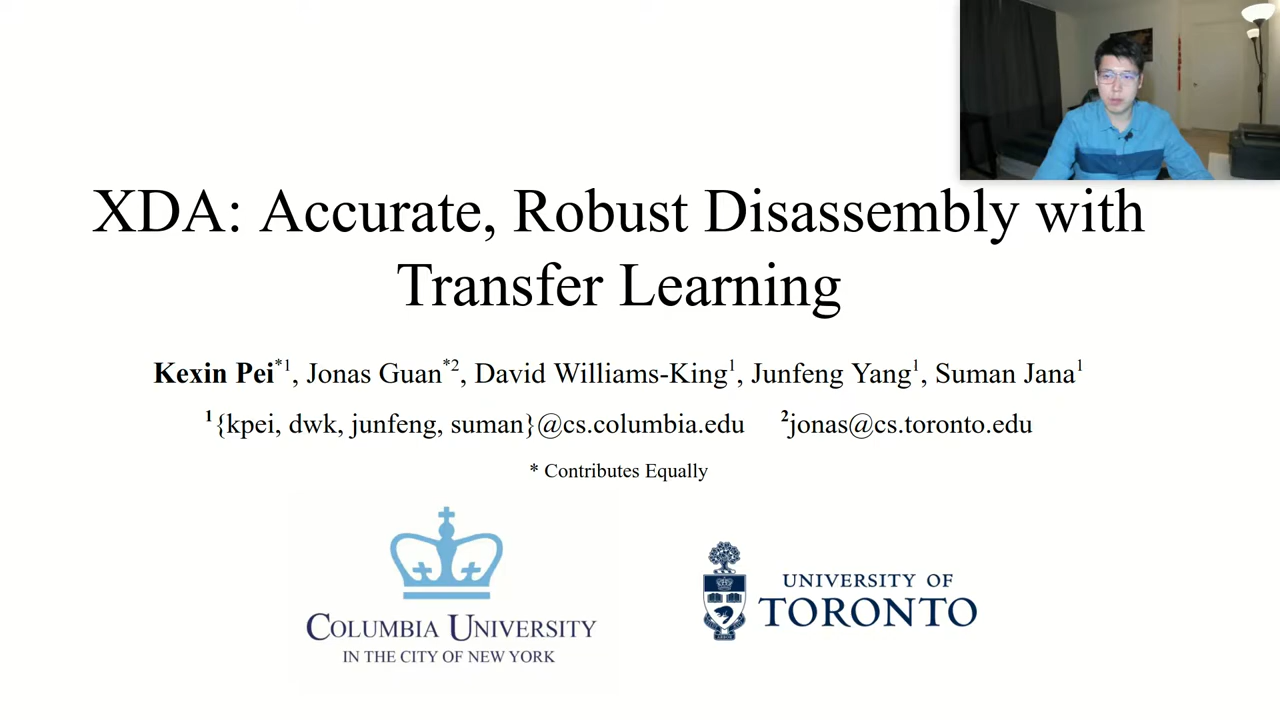 XDA: Accurate, Robust Disassembly with
Transfer Learning
Kexin Pei*1, Jonas Guan*2, David Williams-King1, Junfeng Yang1, Suman Jana1
1{kpei, dwk, junfeng, suman}@cs.columbia.edu 2jonas@cs.toronto.edu
* Contributes Equally
COLUMBIA UNIVERSITY
IN THE CITY OF NEW YORK
UNIVERSITY OF
TORONTO